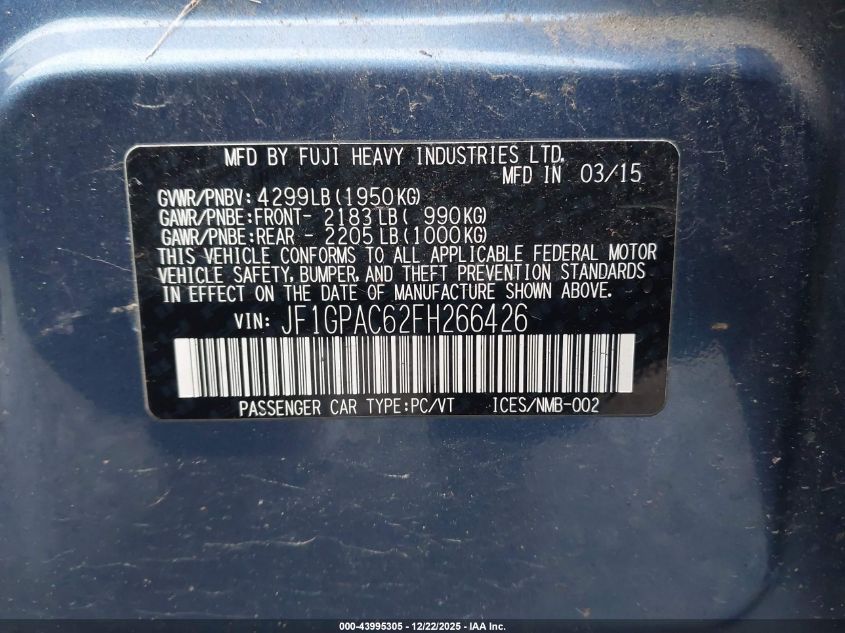 MFD BY FUJI HEAVY INDUSTRIES LTD.
MFD IN 03/15
GVWR/PNBV: 4299LB(1950KG)
GAWR/PNBE:FRONT- 2183LB( 990KG)
GAWR/PNBE:REAR - 2205LB(1000KG)
THIS VEHICLE CONFORMS TO ALL APPLICABLE FEDERAL MOTOR
VEHICLE SAFETY, BUMPER, AND THEFT PREVENTION STANDARDS
IN EFFECT ON THE DATE OF MANUFACTURE SHOWN ABOVE.
VIN: JF1GPAC62FH266426
PASSENGER CAR TYPE:PC/VT ICES/NMB-002
000-43995305 - 12/22/2025 - IAA Inc.